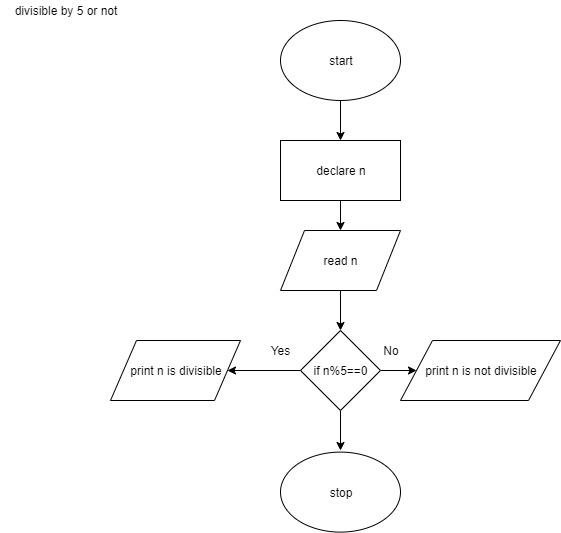 divisible by 5 or not
start
declare n
read n
Yes
No
print n is divisible
if n%5==0
print n is not divisible
stop